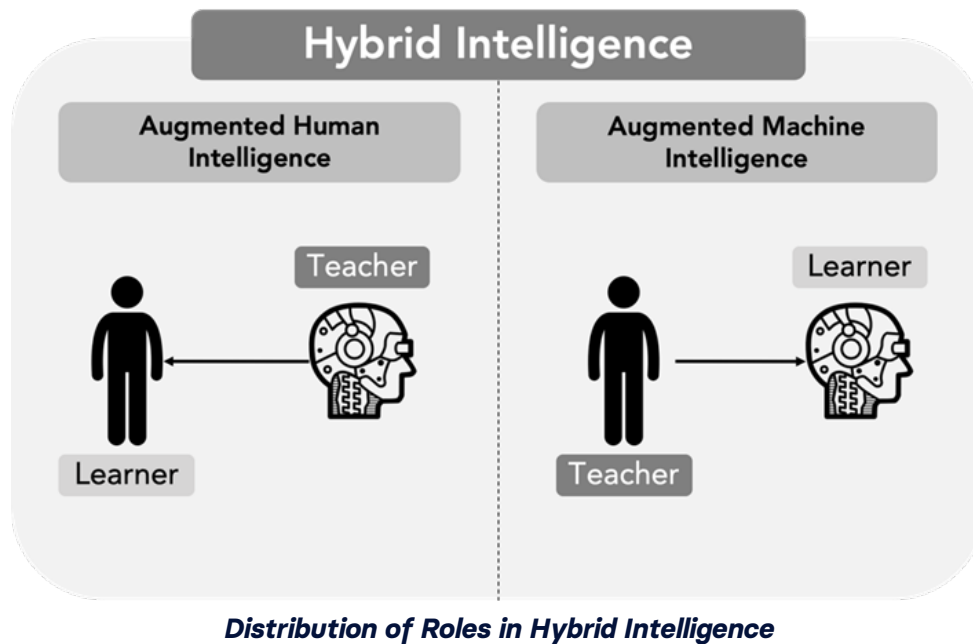 Hybrid Intelligence
Augmented Human
Intelligence
Teacher
Learner
Augmented Machine
Intelligence
Learner
Teacher
Distribution of Roles in Hybrid Intelligence